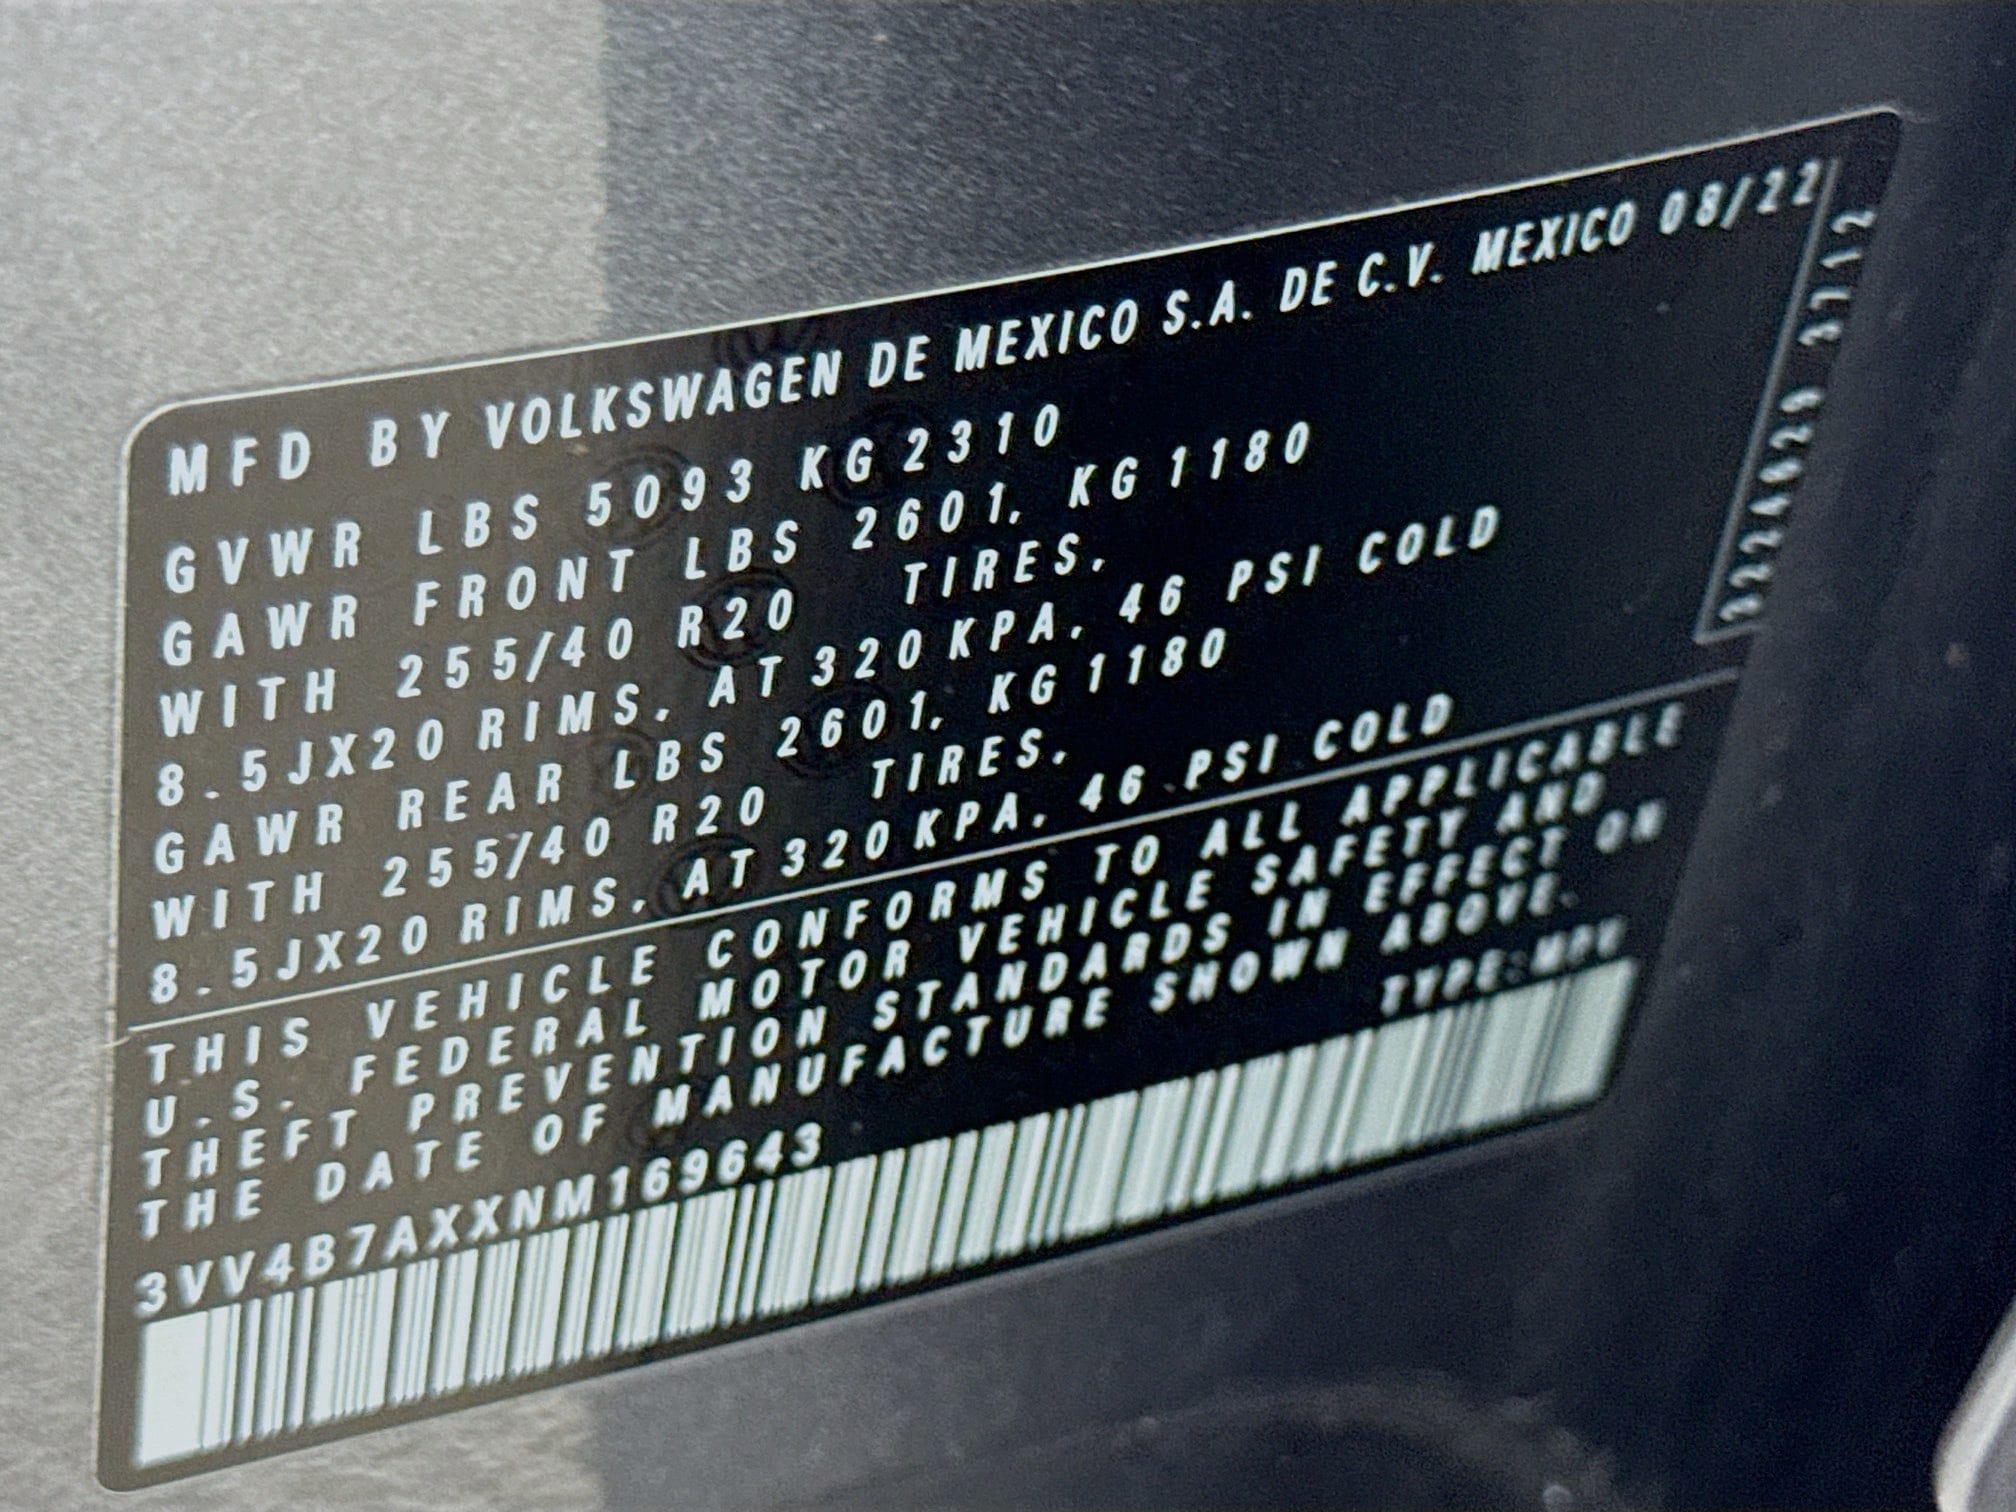 MFD BY VOLKSWAGEN DE MEXICO S.A. DE C.V. MEXICO 08/22
GVWR LBS 5093 KG 2310
GAWR FRONT LBS 2601, KG 1180
WITH 255/40 R20 TIRES,
8.5JX20 RIMS, AT 320 KPA, 46 PSI COLD
GAWR REAR LBS 2601, KG 1180
WITH 255/40 R20 TIRES,
8.5JX20 RIMS, AT 320 KPA, 46 PSI COLD
THIS VEHICLE CONFORMS TO ALL APPLICABLE
U.S. FEDERAL MOTOR VEHICLE SAFETY AND
THEFT PREVENTION STANDARDS IN EFFECT ON
THE DATE OF MANUFACTURE SHOWN ABOVE.
TYPE:MPV
3VV4B7AXXNM169643